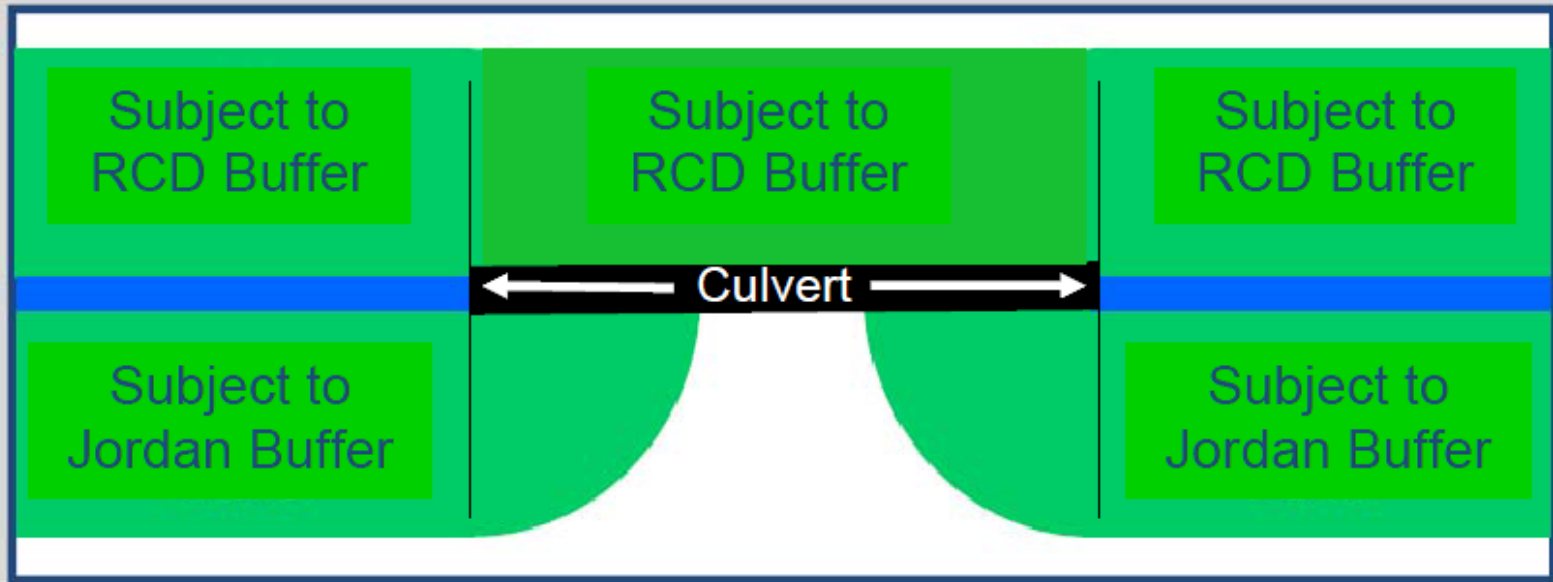 Subject to
RCD Buffer
Subject to
RCD Buffer
Subject to
RCD Buffer
Culvert
Subject to
Jordan Buffer
Subject to
Jordan Buffer